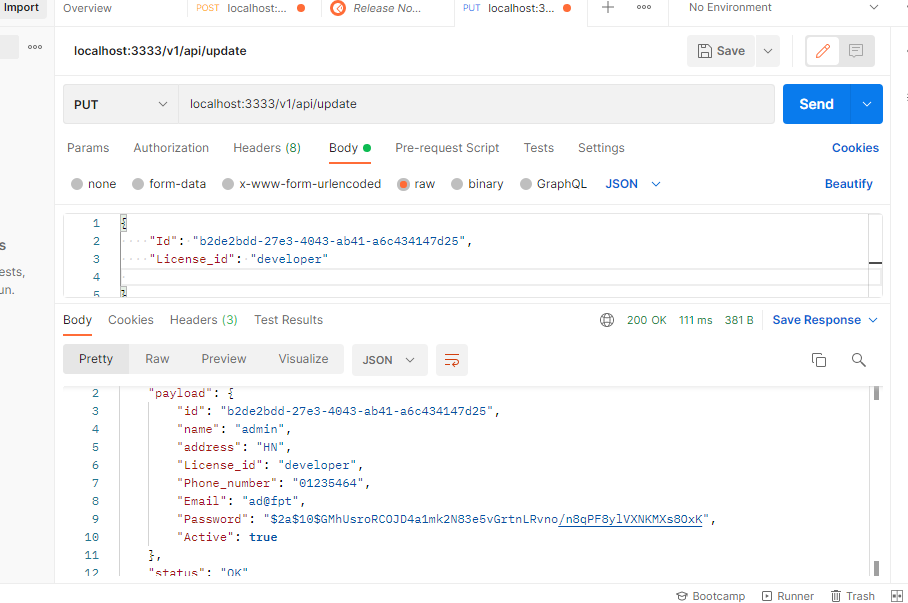 Import
Overview
POST localhost:...
Release No...
PUT localhost:3...
No Environment
localhost:3333/v1/api/update
Save
PUT
localhost:3333/v1/api/update
Send
Params
Authorization
Headers (8)
Body
Pre-request Script
Tests
Settings
Cookies
none
form-data
x-www-form-urlencoded
raw
binary
GraphQL
JSON
Beautify
1 {
2 "Id": "b2de2bdd-27e3-4043-ab41-a6c434147d25",
3 "License_id": "developer"
4
5 }
s
ests,
un.
Body
Cookies
Headers (3)
Test Results
200 OK
111 ms
381 B
Save Response
Pretty
Raw
Preview
Visualize
JSON
2 "payload": {
3 "id": "b2de2bdd-27e3-4043-ab41-a6c434147d25",
4 "name": "admin",
5 "address": "HN",
6 "License_id": "developer",
7 "Phone_number": "01235464",
8 "Email": "ad@fpt",
9 "Password": "$2a$10$GMhUsroRCOJD4a1mk2N83e5vGrtnLRvno/n8qPF8ylVXNKMXs8OxK",
10 "Active": true
11 },
12 "status": "OK"
Bootcamp
Runner
Trash